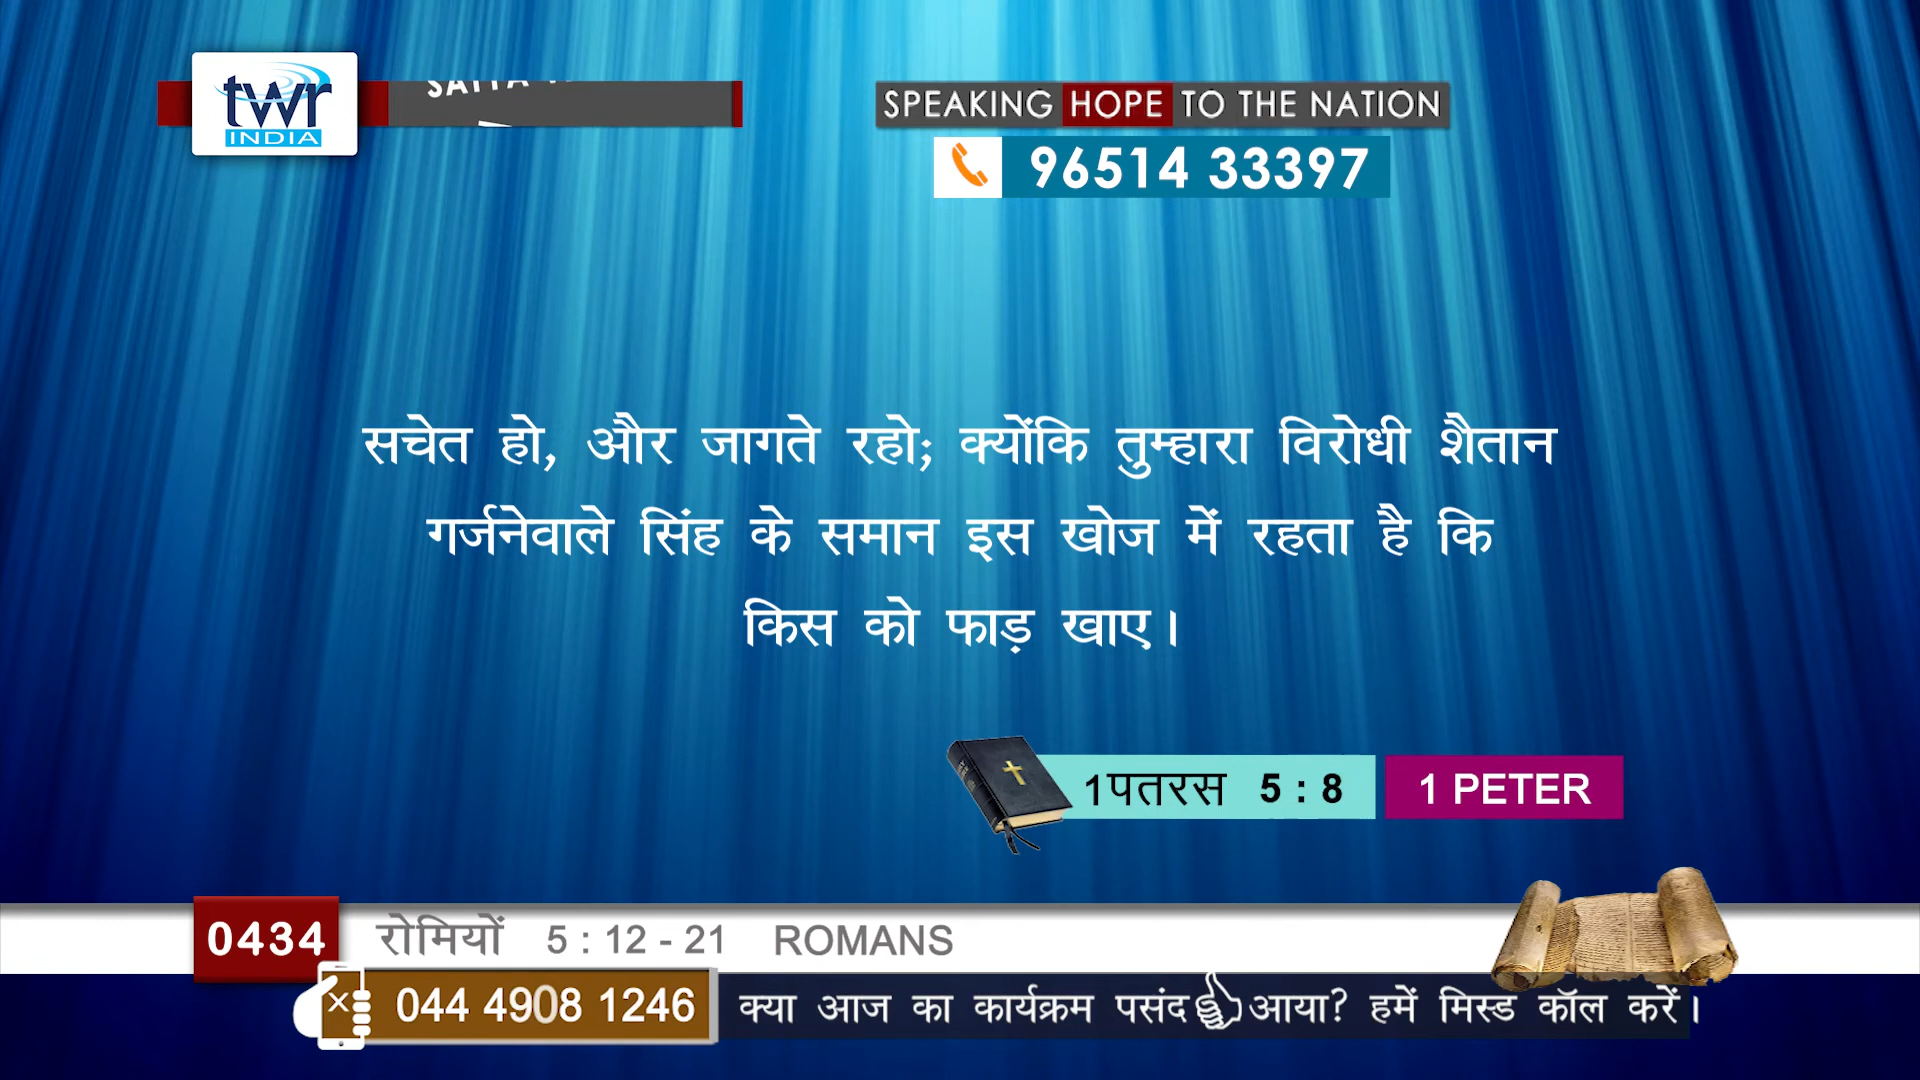 twr
INDIA
SPEAKING HOPE TO THE NATION
96514 33397
सचेत हो, और जागते रहो; क्योंकि तुम्हारा विरोधी शैतान
गर्जनेवाले सिंह के समान इस खोज में रहता है कि
किस को फाड़ खाए।
1पतरस 5 : 8 1 PETER
0434 रोमियों 5 : 12 - 21 ROMANS
044 4908 1246 क्या आज का कार्यक्रम पसंद आया? हमें मिस्ड कॉल करें।